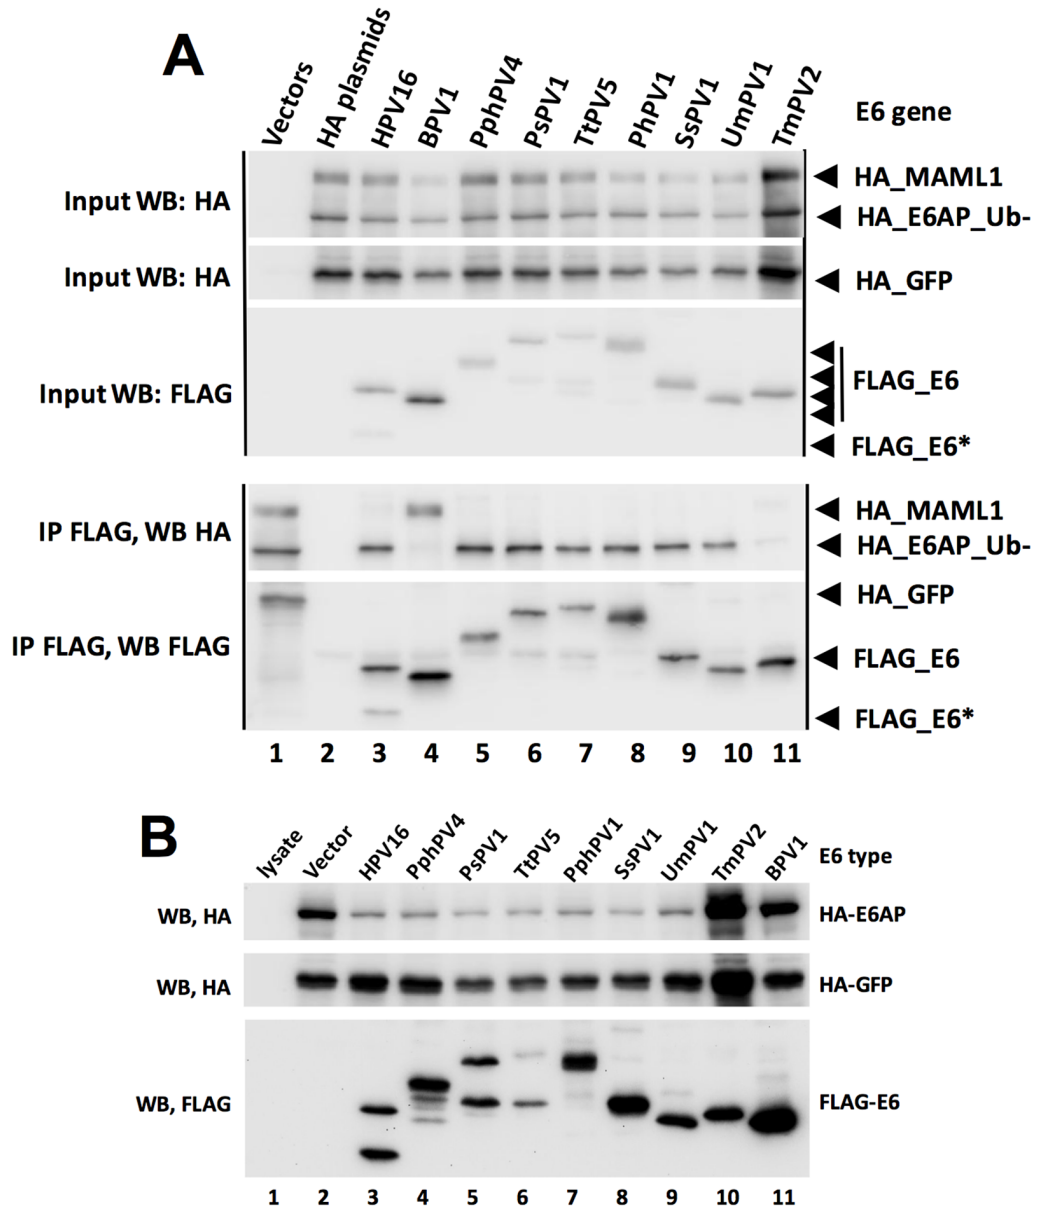 A
Vectors
HA plasmids
HPV16
BPV1
PphPV4
PsPV1
TtPV5
PhPV1
SsPV1
UmPV1
TmPV2
E6 gene
Input WB: HA
HA_MAML1
HA_E6AP_Ub-
Input WB: HA
HA_GFP
Input WB: FLAG
FLAG_E6
FLAG_E6*
IP FLAG, WB HA
HA_MAML1
HA_E6AP_Ub-
HA_GFP
IP FLAG, WB FLAG
FLAG_E6
FLAG_E6*
1 2 3 4 5 6 7 8 9 10 11
B
lysate
Vector
HPV16
PphPV4
PsPV1
TtPV5
PphPV1
SsPV1
UmPV1
TmPV2
BPV1
E6 type
WB, HA
HA-E6AP
WB, HA
HA-GFP
WB, FLAG
FLAG-E6
1 2 3 4 5 6 7 8 9 10 11